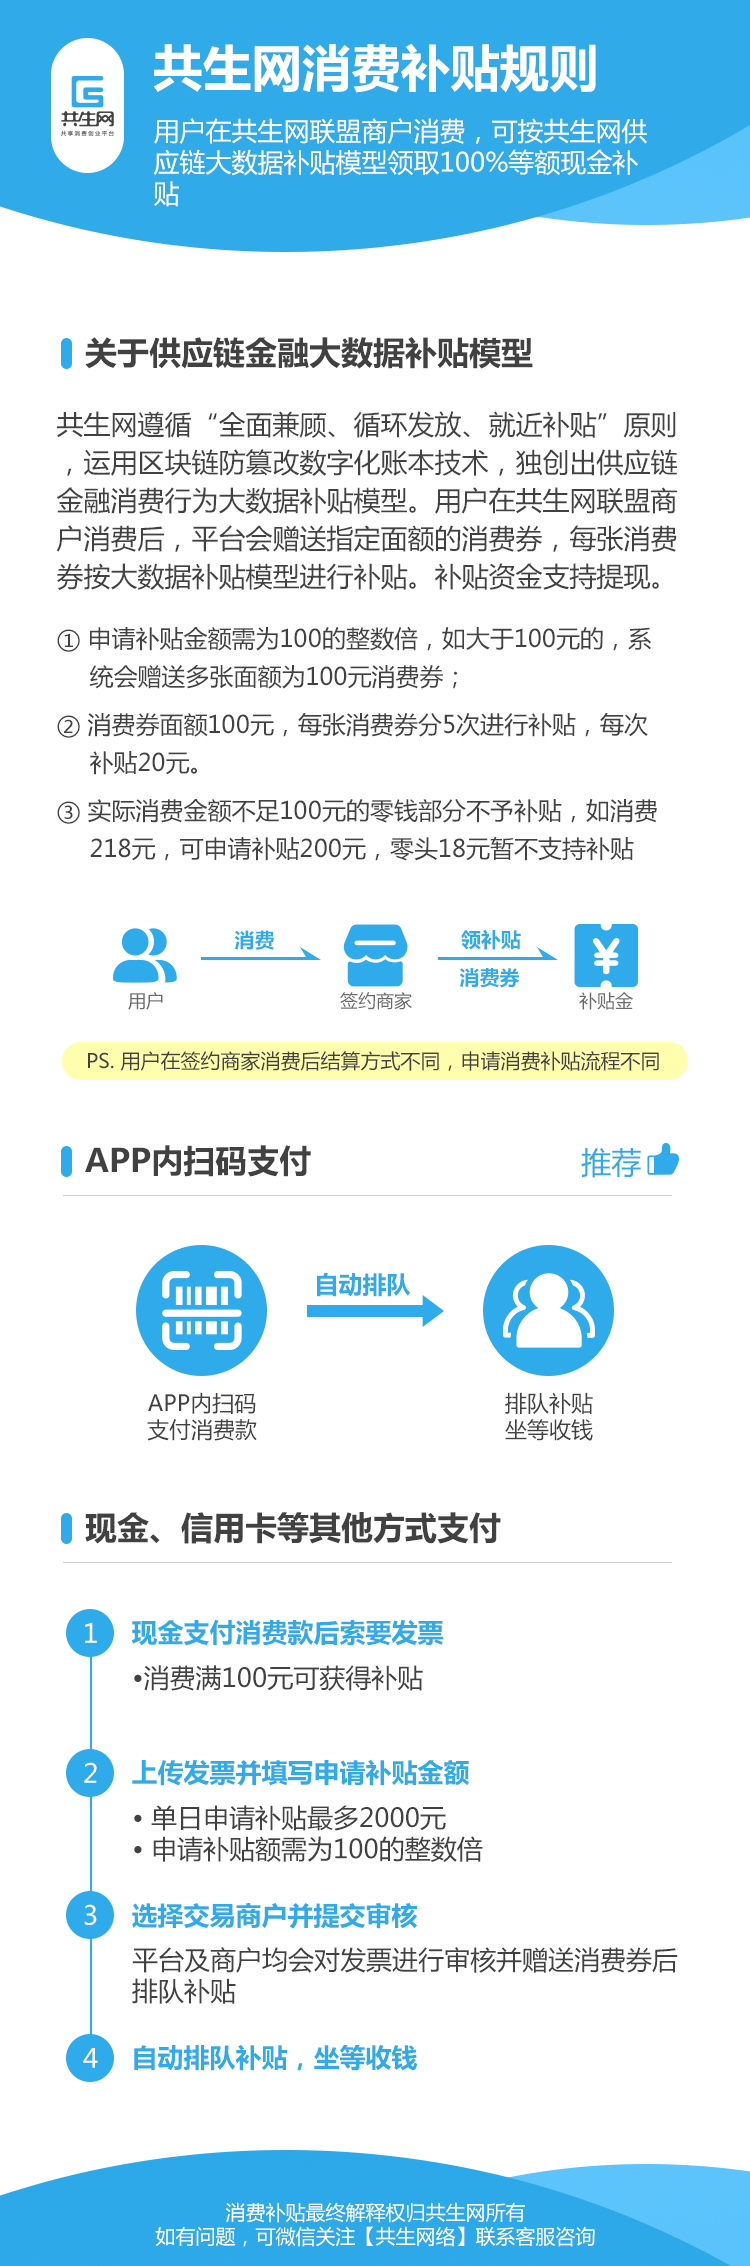 共生网
共享消费创业平台
共生网消费补贴规则
用户在共生网联盟商户消费，可按共生网供
应链大数据补贴模型领取100%等额现金补
贴
关于供应链金融大数据补贴模型
共生网遵循“全面兼顾、循环发放、就近补贴”原则
，运用区块链防篡改数字化账本技术，独创出供应链
金融消费行为大数据补贴模型。用户在共生网联盟商
户消费后，平台会赠送指定面额的消费券，每张消费
券按大数据补贴模型进行补贴。补贴资金支持提现。
① 申请补贴金额需为100的整数倍，如大于100元的，系
统会赠送多张面额为100元消费券；
② 消费券面额100元，每张消费券分5次进行补贴，每次
补贴20元。
③ 实际消费金额不足100元的零钱部分不予补贴，如消费
218元，可申请补贴200元，零头18元暂不支持补贴
消费
领补贴
消费券
用户
签约商家
补贴金
PS. 用户在签约商家消费后结算方式不同，申请消费补贴流程不同
APP内扫码支付
推荐
自动排队
APP内扫码
支付消费款
排队补贴
坐等收钱
现金、信用卡等其他方式支付
1 现金支付消费款后索要发票
•消费满100元可获得补贴
2 上传发票并填写申请补贴金额
• 单日申请补贴最多2000元
• 申请补贴额需为100的整数倍
3 选择交易商户并提交审核
平台及商户均会对发票进行审核并赠送消费券后
排队补贴
4 自动排队补贴，坐等收钱
消费补贴最终解释权归共生网所有
如有问题，可微信关注【共生网络】联系客服咨询